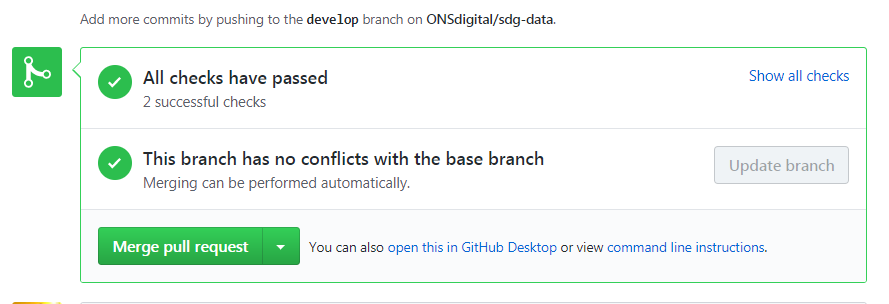 Add more commits by pushing to the develop branch on ONSdigital/sdg-data.
All checks have passed
Show all checks
2 successful checks
This branch has no conflicts with the base branch
Update branch
Merging can be performed automatically.
Merge pull request
You can also open this in GitHub Desktop or view command line instructions.